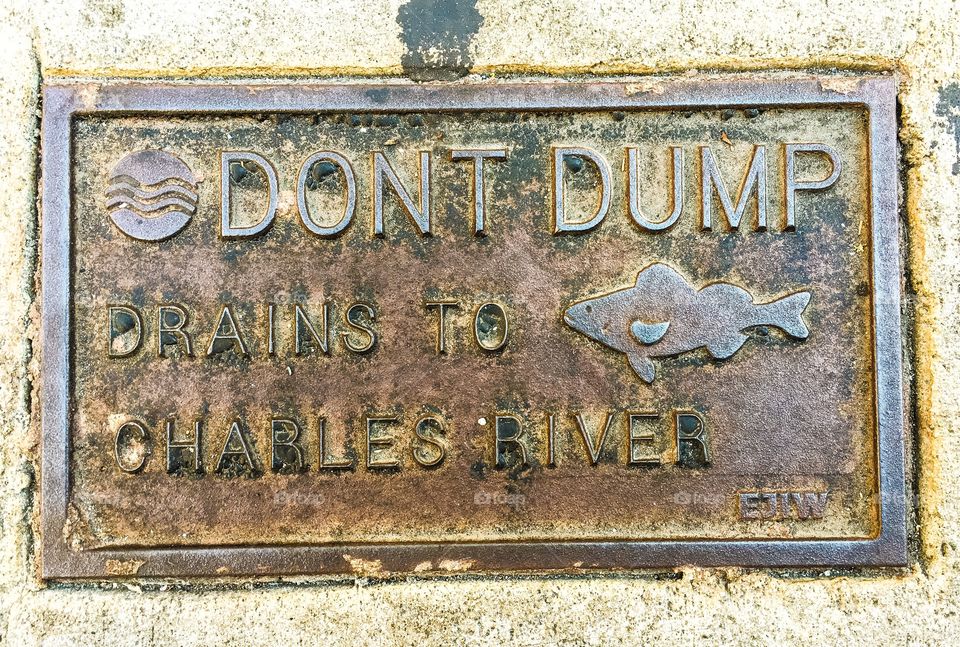 DONT DUMP
DRAINS TO
CHARLES RIVER
EJIW